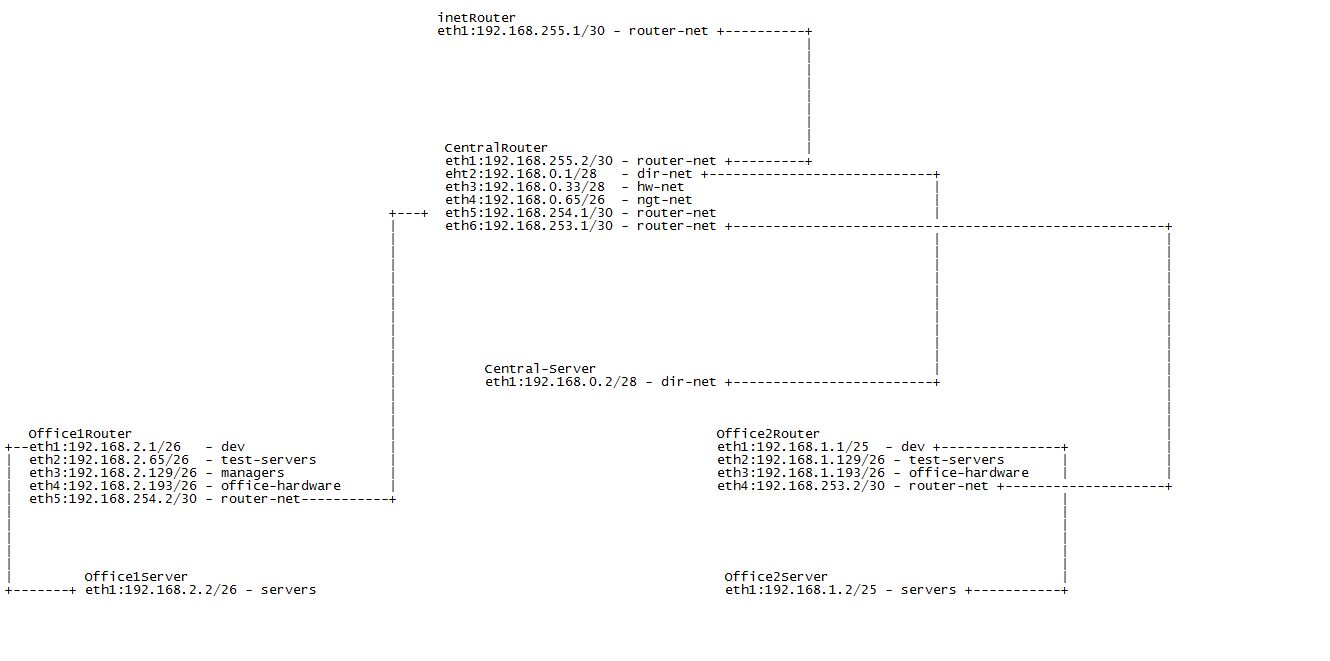 inetRouter
eth1:192.168.255.1/30 - router-net
CentralRouter
eth1:192.168.255.2/30 - router-net
eht2:192.168.0.1/28 - dir-net
eth3:192.168.0.33/28 - hw-net
eth4:192.168.0.65/26 - ngt-net
eth5:192.168.254.1/30 - router-net
eth6:192.168.253.1/30 - router-net
Central-Server
eth1:192.168.0.2/28 - dir-net
Office1Router
eth1:192.168.2.1/26 - dev
eth2:192.168.2.65/26 - test-servers
eth3:192.168.2.129/26 - managers
eth4:192.168.2.193/26 - office-hardware
eth5:192.168.254.2/30 - router-net
Office2Router
eth1:192.168.1.1/25 - dev
eth2:192.168.1.129/26 - test-servers
eth3:192.168.1.193/26 - office-hardware
eth4:192.168.253.2/30 - router-net
Office1Server
eth1:192.168.2.2/26 - servers
Office2Server
eth1:192.168.1.2/25 - servers